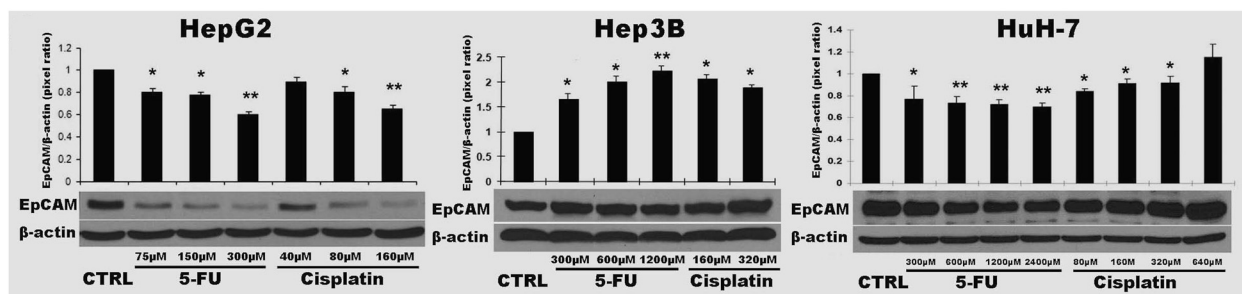 HepG2
EpCAM/β-actin (pixel ratio)
1.2
1
0.8
0.6
0.4
0.2
0
* * ** * **
EpCAM
β-actin
75µM 150µM 300µM 40µM 80µM 160µM
CTRL 5-FU Cisplatin
Hep3B
EpCAM/β-actin (pixel ratio)
2.5
2
1.5
1
0.5
0
* * ** * *
EpCAM
β-actin
300µM 600µM 1200µM 160µM 320µM
CTRL 5-FU Cisplatin
HuH-7
EpCAM/β-actin (pixel ratio)
1.4
1.2
1
0.8
0.6
0.4
0.2
0
* ** ** ** * * *
EpCAM
β-actin
300µM 600µM 1200µM 2400µM 80µM 160M 320µM 640µM
CTRL 5-FU Cisplatin